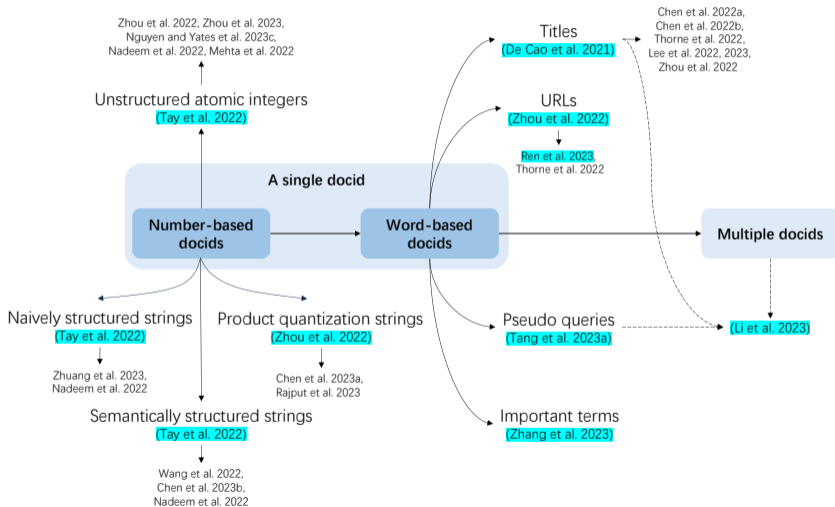 Zhou et al. 2022, Zhou et al. 2023,
Nguyen and Yates et al. 2023c,
Nadeem et al. 2022, Mehta et al. 2022
Unstructured atomic integers
(Tay et al. 2022)
Titles
(De Cao et al. 2021)
Chen et al. 2022a,
Chen et al. 2022b,
Thorne et al. 2022,
Lee et al. 2022, 2023,
Zhou et al. 2022
URLs
(Zhou et al. 2022)
Ren et al. 2023,
Thorne et al. 2022
A single docid
Number-based
docids
Word-based
docids
Multiple docids
Naively structured strings
(Tay et al. 2022)
Zhuang et al. 2023,
Nadeem et al. 2022
Product quantization strings
(Zhou et al. 2022)
Chen et al. 2023a,
Rajput et al. 2023
Pseudo queries
(Tang et al. 2023a)
(Li et al. 2023)
Semantically structured strings
(Tay et al. 2022)
Wang et al. 2022,
Chen et al. 2023b,
Nadeem et al. 2022
Important terms
(Zhang et al. 2023)